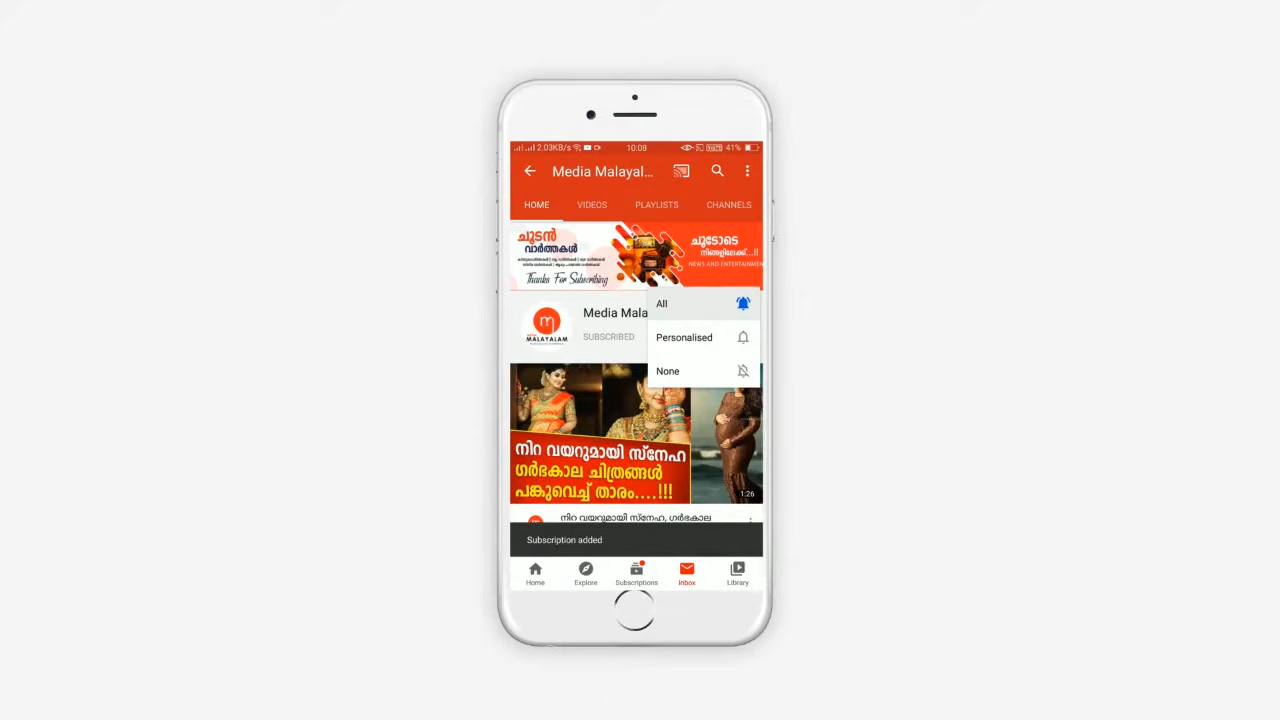 2.03KB/s 10:08 41%
Media Malayal...
HOME VIDEOS PLAYLISTS CHANNELS
ചൂടൻ
വാർത്തകൾ
Thanks For Subscribing
ചൂടോടെ
നിങ്ങളിലേക്ക്...!!
NEWS AND ENTERTAINMEN
Media Mala
SUBSCRIBED
MALAYALAM
All
Personalised
None
നിറ വയറുമായി സ്നേഹ
ഗർഭകാല ചിത്രങ്ങൾ
പങ്കുവെച്ച് താരം....!!!
1:26
നിറ വയറുമായി സ്നേഹ, ഗർഭകാല
Subscription added
Home Explore Subscriptions Inbox Library